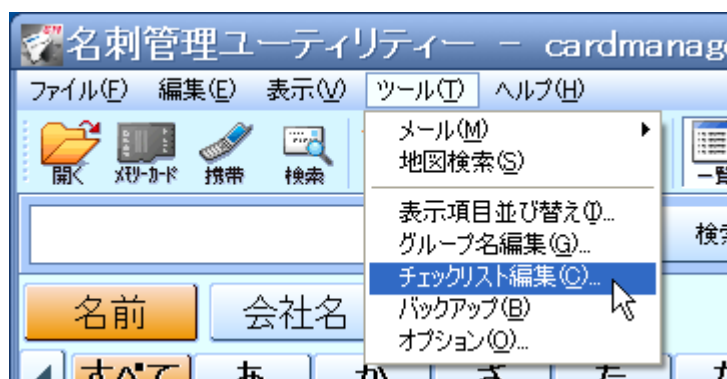 名刺管理ユーティリティー － cardmanage
ファイル(F) 編集(E) 表示(V) ツール(T) ヘルプ(H)
メール(M)
地図検索(S)
表示項目並び替え(I)...
グループ名編集(G)...
チェックリスト編集(C)...
バックアップ(B)
オプション(O)...
開く メモリーカード 携帯 検索 一覧
検索
名前 会社名
すべて あ か さ た